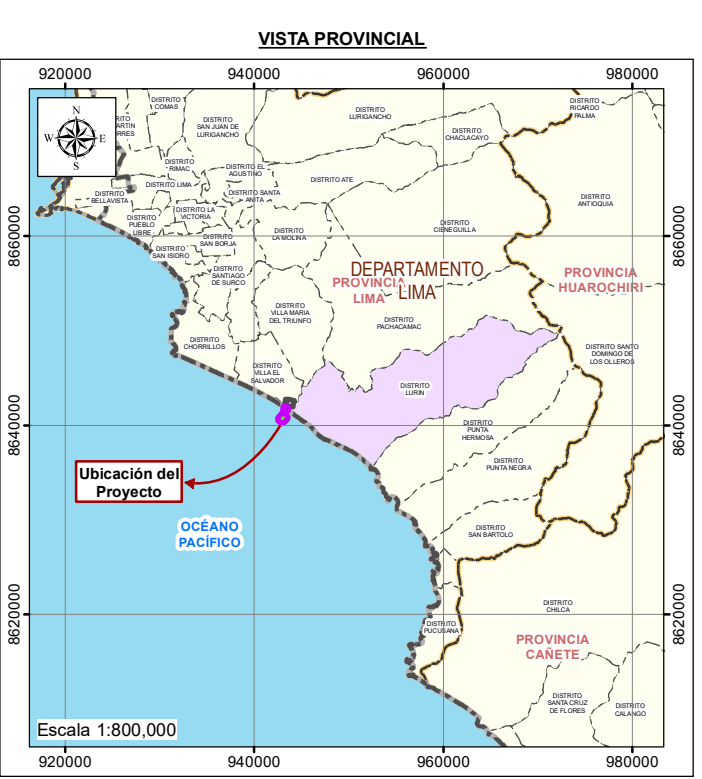 VISTA PROVINCIAL
920000
940000
960000
980000
N
W
E
S
DISTRITO
COMAS
DISTRITO
SAN JUAN DE
LURIGANCHO
DISTRITO
LURIGANCHO
DISTRITO
RICARDO
PALMA
DISTRITO
CHACLACAYO
DISTRITO
RIMAC
DISTRITO EL
AGUSTINO
DISTRITO ATE
DISTRITO LIMA
DISTRITO SANTA
ANITA
DISTRITO
BELLAVISTA
DISTRITO
ANTIOQUIA
DISTRITO
PUEBLO
LIBRE
DISTRITO LA
VICTORIA
DISTRITO
LA MOLINA
DISTRITO
CIENEGUILLA
8660000
8660000
DISTRITO
SAN BORJA
DISTRITO
SAN ISIDRO
DISTRITO
SANTIAGO
DE SURCO
DEPARTAMENTO
LIMA
PROVINCIA
LIMA
PROVINCIA
HUAROCHIRI
DISTRITO
VILLA MARIA
DEL TRIUNFO
DISTRITO
PACHACAMAC
DISTRITO
CHORRILLOS
DISTRITO SANTO
DOMINGO DE
LOS OLLEROS
DISTRITO
VILLA EL
SALVADOR
DISTRITO
LURIN
8640000
8640000
DISTRITO
PUNTA
HERMOSA
DISTRITO
PUNTA NEGRA
Ubicación del
Proyecto
OCÉANO
PACÍFICO
DISTRITO
SAN BARTOLO
DISTRITO
CHILCA
8620000
8620000
DISTRITO
PUCUSANA
PROVINCIA
CAÑETE
DISTRITO
SANTA CRUZ
DE FLORES
DISTRITO
CALANGO
Escala 1:800,000
920000
940000
960000
980000